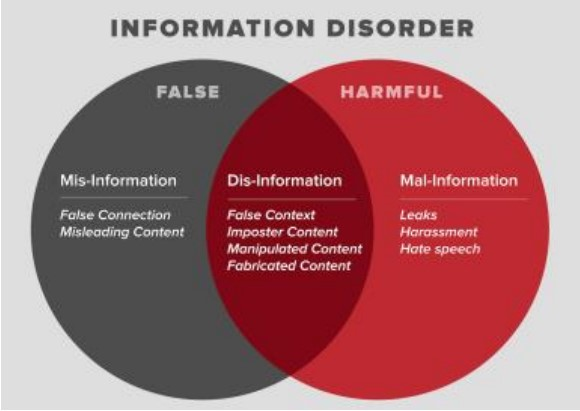 INFORMATION DISORDER
FALSE
HARMFUL
Mis-Information
False Connection
Misleading Content
Dis-Information
False Context
Imposter Content
Manipulated Content
Fabricated Content
Mal-Information
Leaks
Harassment
Hate speech